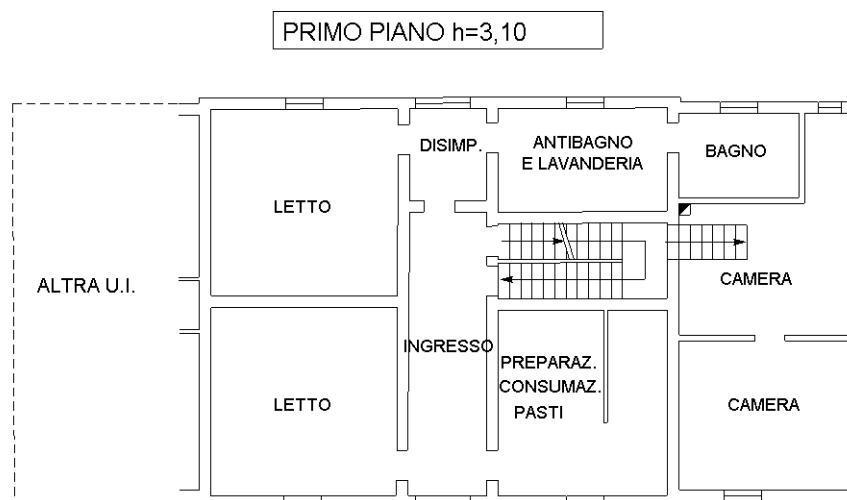 PRIMO PIANO h=3,10
DISIMP.
ANTIBAGNO
E LAVANDERIA
BAGNO
LETTO
ALTRA U.I.
CAMERA
INGRESSO
PREPARAZ.
CONSUMAZ.
PASTI
LETTO
CAMERA